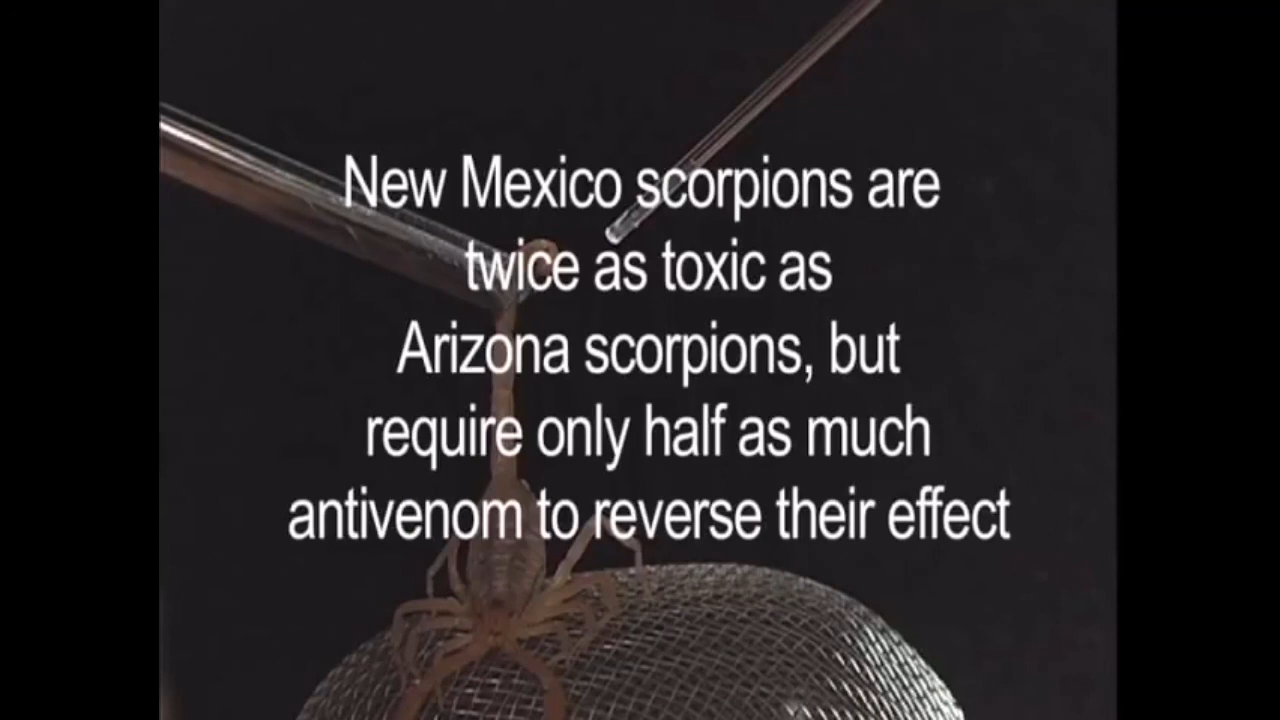 New Mexico scorpions are
twice as toxic as
Arizona scorpions, but
require only half as much
antivenom to reverse their effect